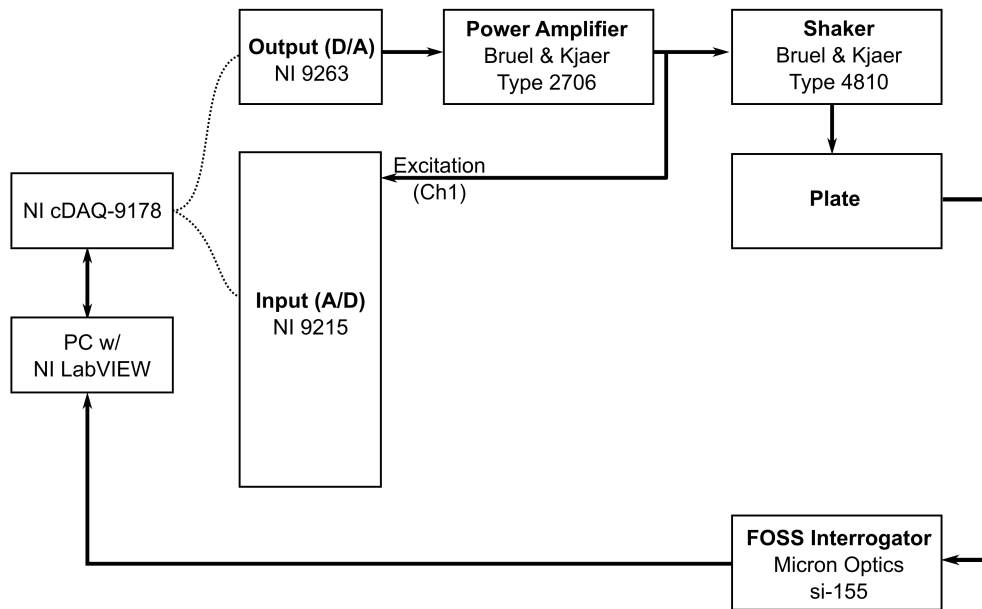 Output (D/A)
NI 9263
Power Amplifier
Bruel & Kjaer
Type 2706
Shaker
Bruel & Kjaer
Type 4810
Excitation
(Ch1)
Plate
NI cDAQ-9178
Input (A/D)
NI 9215
PC w/
NI LabVIEW
FOSS Interrogator
Micron Optics
si-155